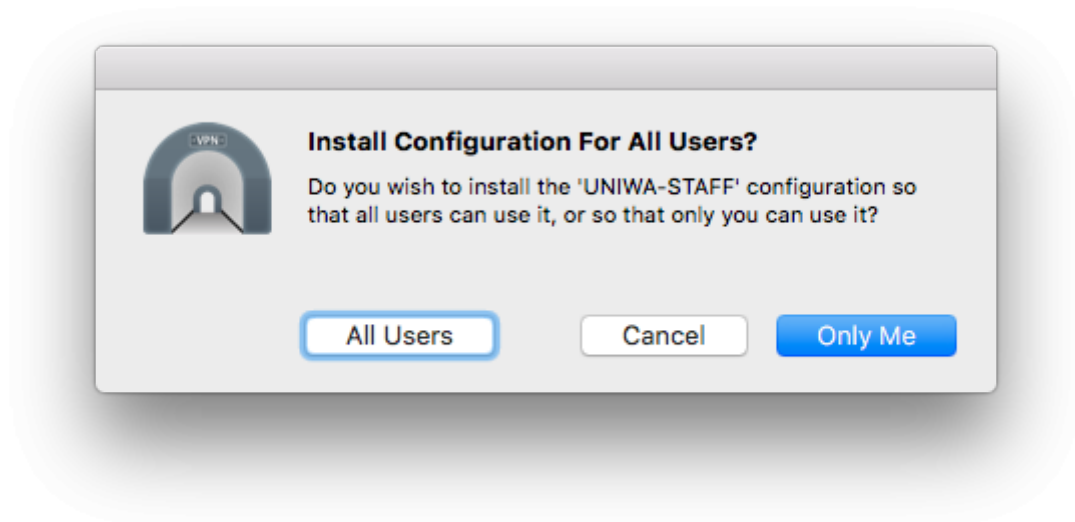 VPN
Install Configuration For All Users?
Do you wish to install the 'UNIWA-STAFF' configuration so
that all users can use it, or so that only you can use it?
All Users
Cancel
Only Me